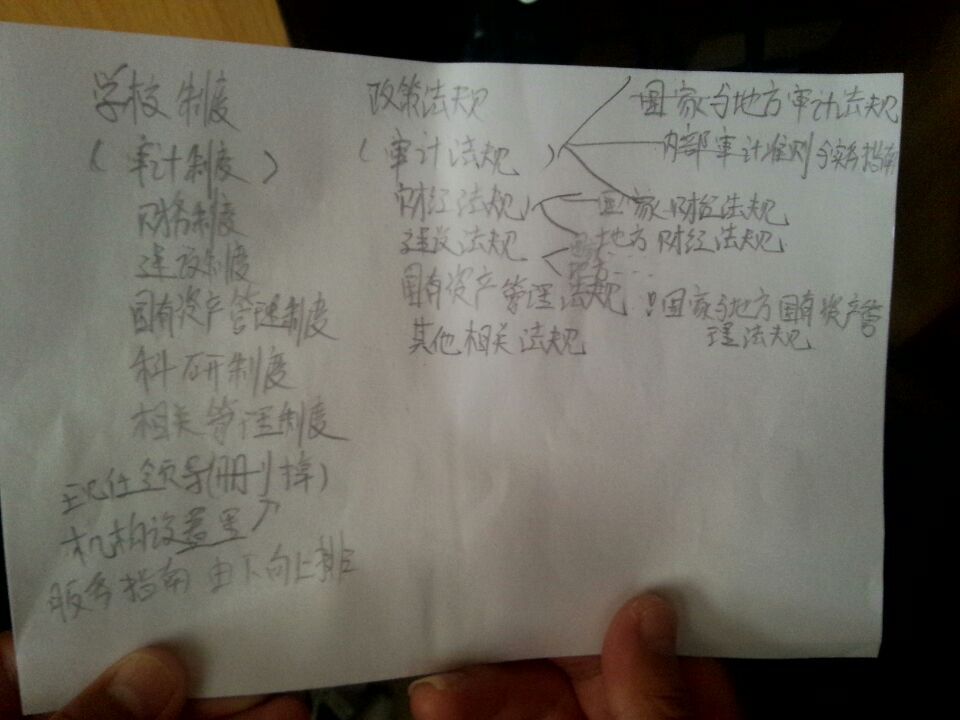 学校制度
(审计制度)
财务制度
建设制度
国有资产管理制度
科研制度
相关管理制度
现任领导(删掉)
机构设置
服务指南 由下向上排
政策法规
(审计法规)
财经法规
建设法规
国有资产管理法规
其他相关法规
国家与地方审计法规
内部审计准则与实务指南
国家财经法规
地方财经法规
国家与地方国有资产管
理法规